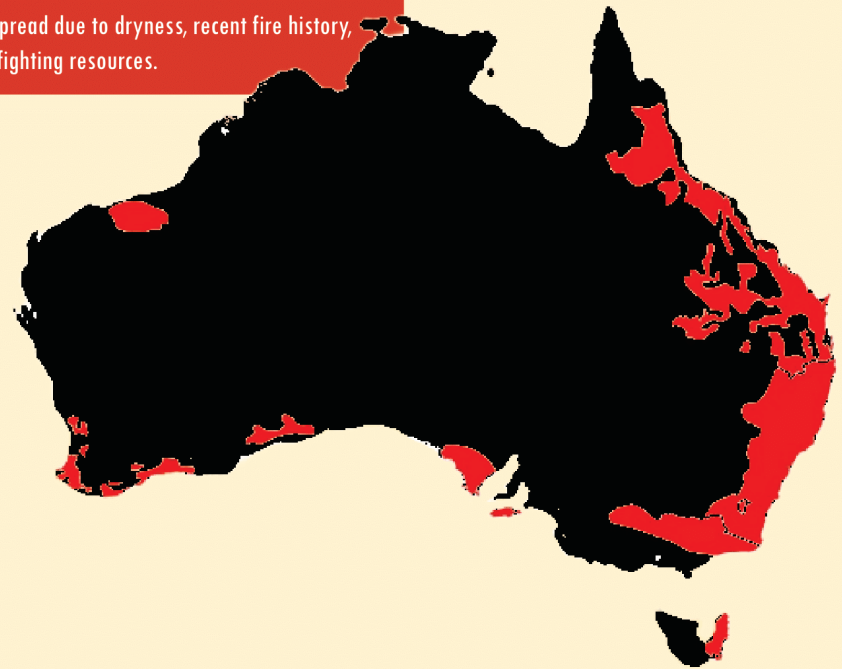 pread due to dryness, recent fire history,
fighting resources.